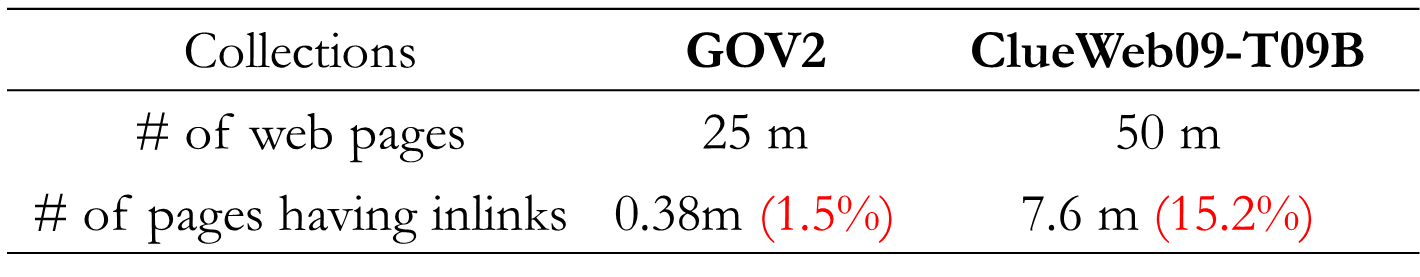 Collections GOV2 ClueWeb09-T09B
# of web pages 25 m 50 m
# of pages having inlinks 0.38m (1.5%) 7.6 m (15.2%)